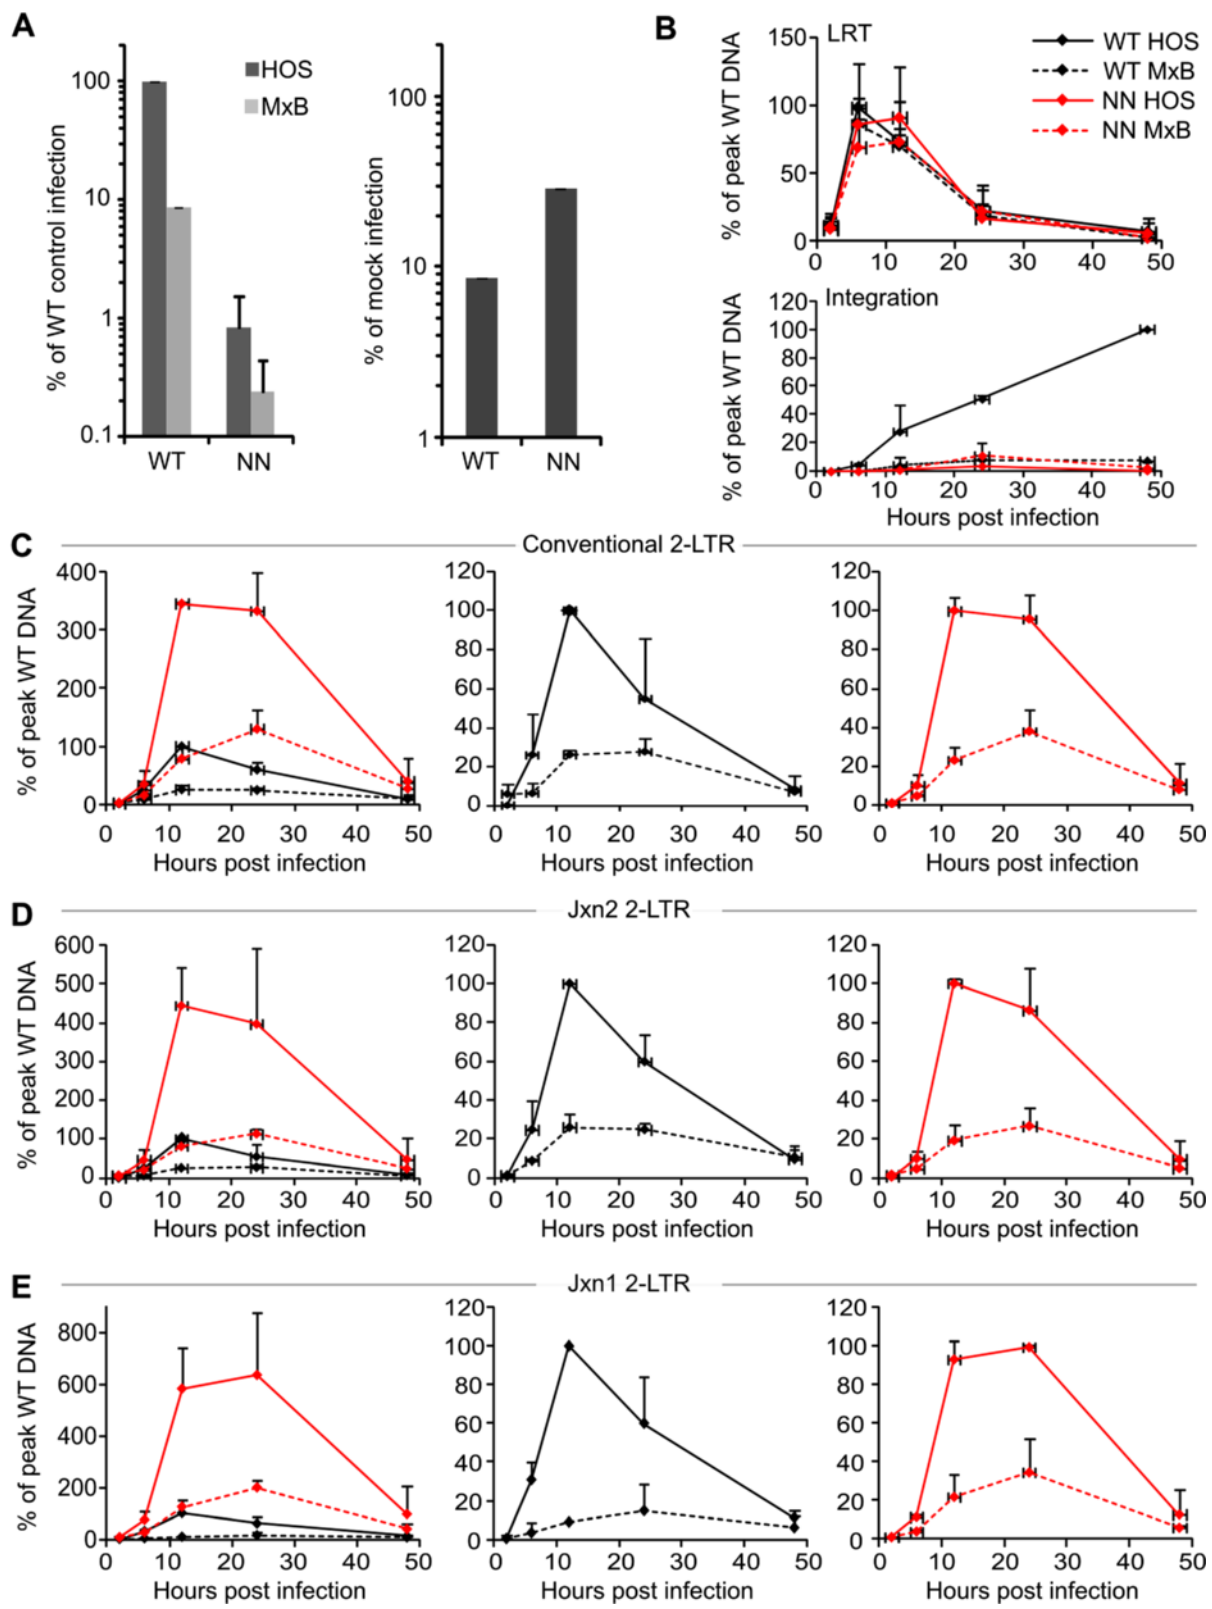 A
% of WT control infection
100
10
1
0.1
HOS
MxB
WT NN
% of mock infection
100
10
1
WT NN
B
% of peak WT DNA
150
100
50
0
LRT
WT HOS
WT MxB
NN HOS
NN MxB
0 10 20 30 40 50
% of peak WT DNA
120
100
80
60
40
20
0
Integration
0 10 20 30 40 50
Hours post infection
C
Conventional 2-LTR
% of peak WT DNA
400
300
200
100
0
0 10 20 30 40 50
Hours post infection
120
100
80
60
40
20
0
0 10 20 30 40 50
Hours post infection
120
100
80
60
40
20
0
0 10 20 30 40 50
Hours post infection
D
Jxn2 2-LTR
% of peak WT DNA
600
500
400
300
200
100
0
0 10 20 30 40 50
Hours post infection
120
100
80
60
40
20
0
0 10 20 30 40 50
Hours post infection
120
100
80
60
40
20
0
0 10 20 30 40 50
Hours post infection
E
Jxn1 2-LTR
% of peak WT DNA
800
600
400
200
0
0 10 20 30 40 50
Hours post infection
120
100
80
60
40
20
0
0 10 20 30 40 50
Hours post infection
120
100
80
60
40
20
0
0 10 20 30 40 50
Hours post infection